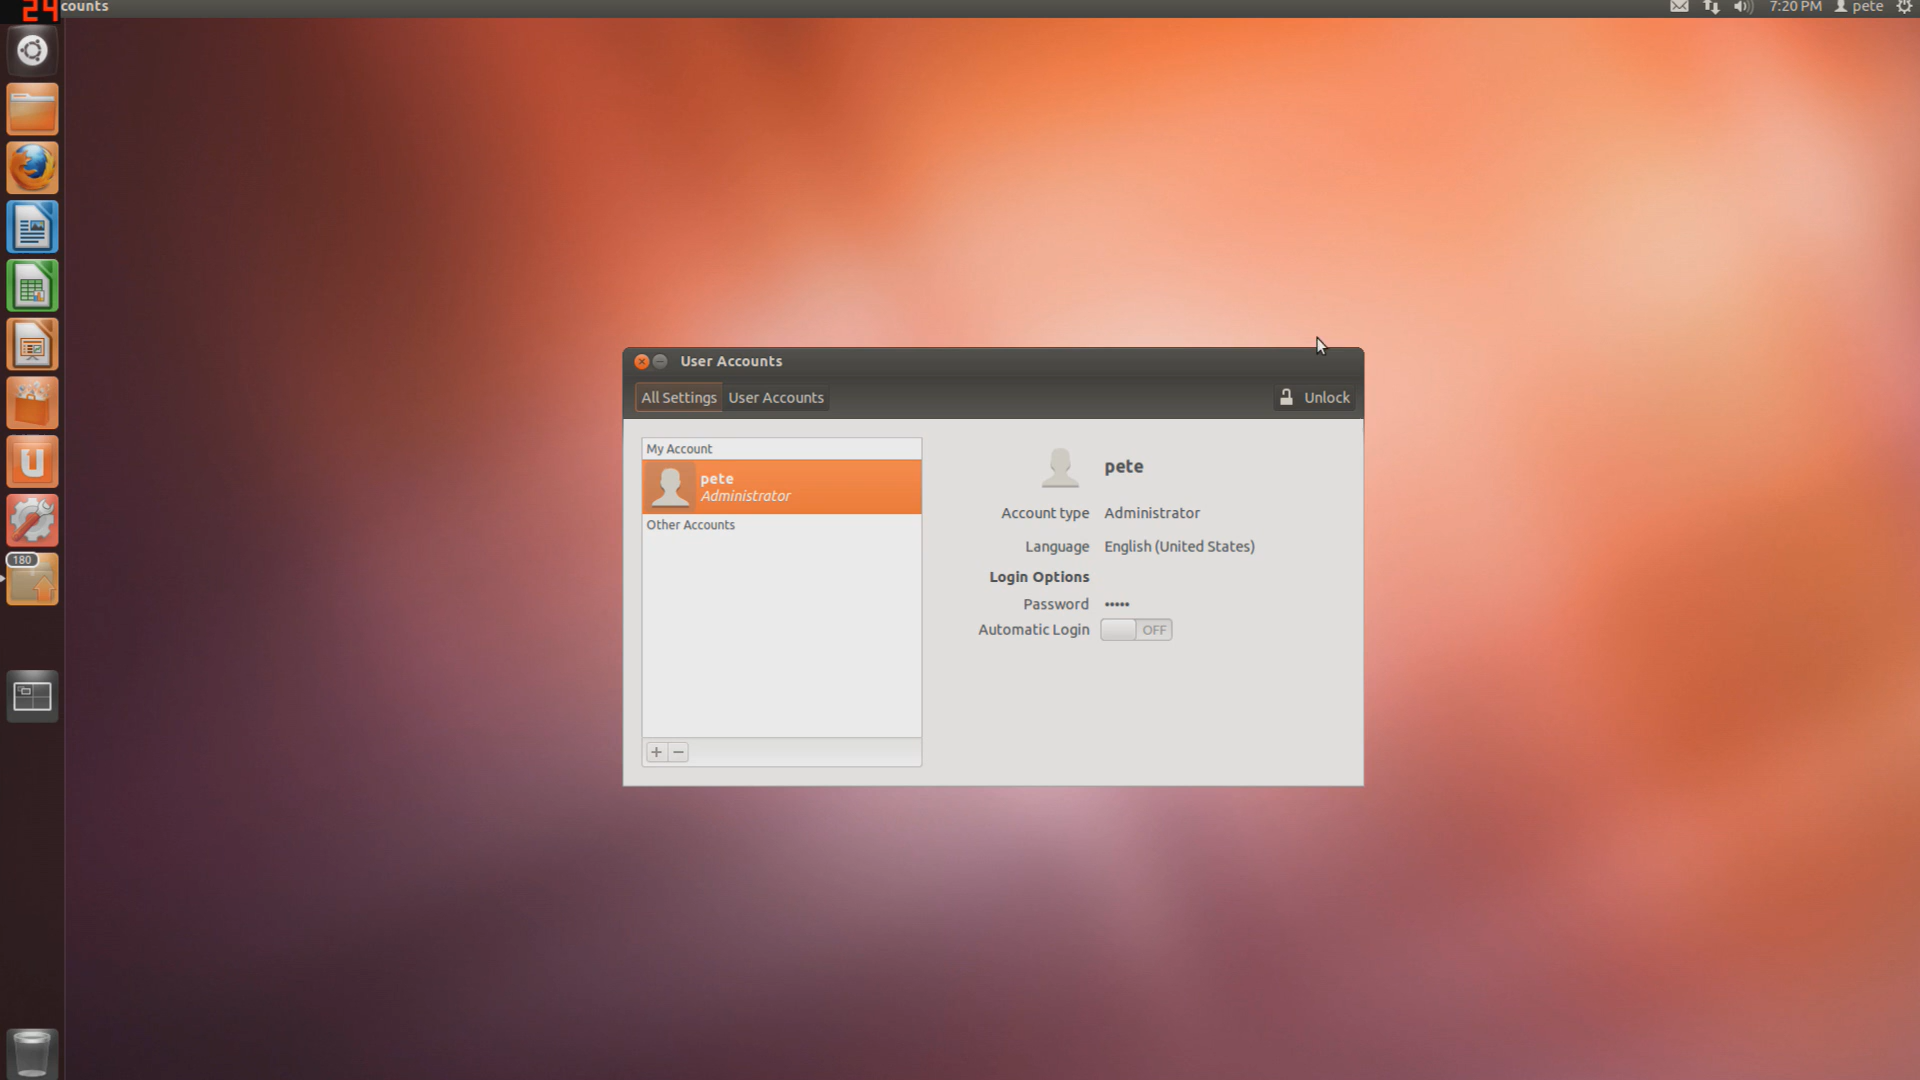 24
counts
7:20 PM
pete
User Accounts
All Settings
User Accounts
Unlock
My Account
pete
Administrator
Other Accounts
pete
Account type Administrator
Language English (United States)
Login Options
Password •••••
Automatic Login OFF
180